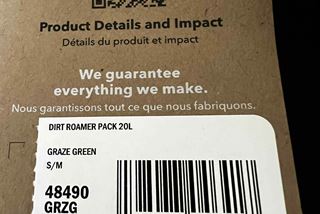 Product Details and Impact
Détails du produit et impact
We guarantee
everything we make.
Nous garantissons tout ce que nous fabriquons.
DIRT ROAMER PACK 20L
GRAZE GREEN
S/M
48490
GRZG